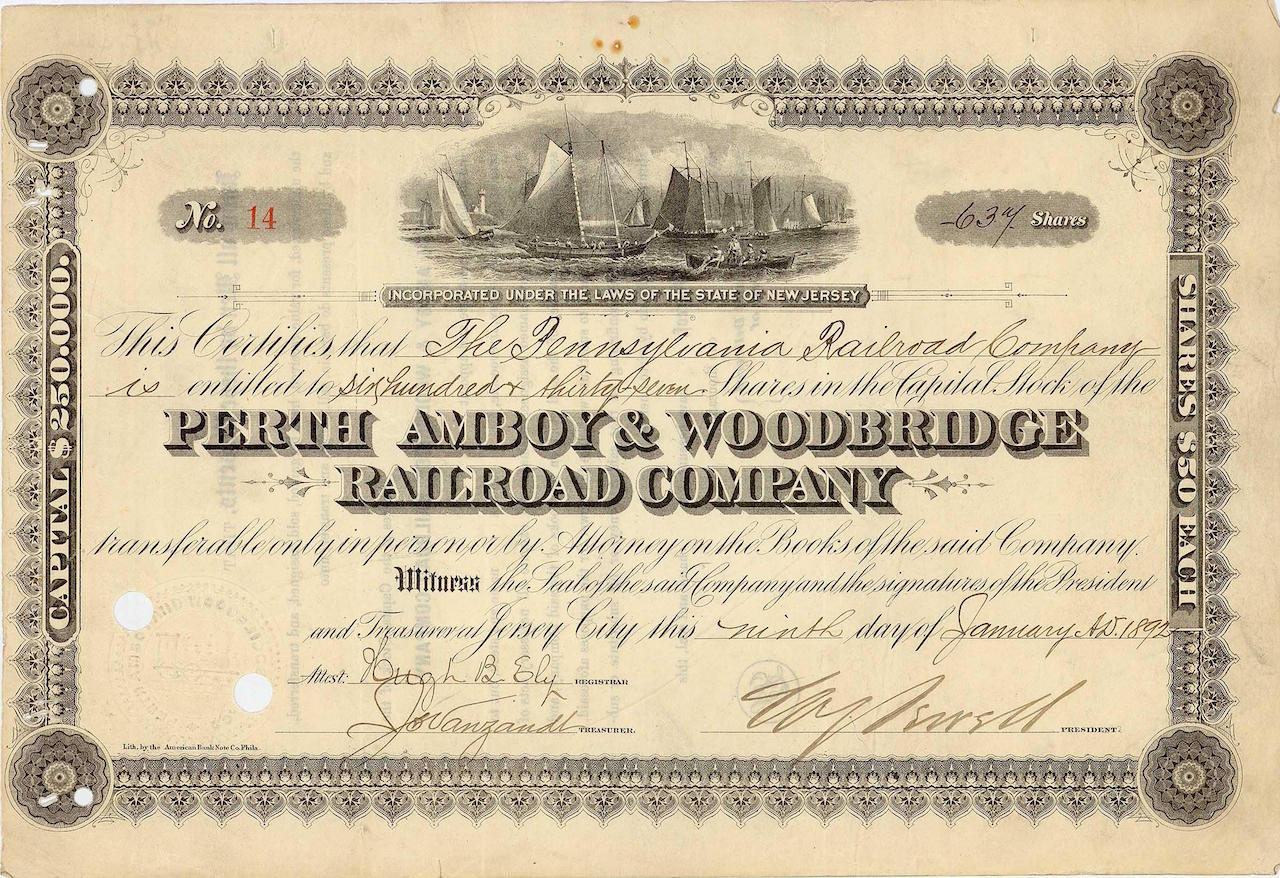 No. 14
-637 Shares
INCORPORATED UNDER THE LAWS OF THE STATE OF NEW JERSEY
CAPITAL $250.000.
SHARES $50 EACH
This Certifies, that The Pennsylvania Railroad Company
is entitled to six hundred & thirty-seven Shares in the Capital Stock of the
PERTH AMBOY & WOODBRIDGE
RAILROAD COMPANY
transferable only in person or by Attorney on the Books of the said Company.
Witness the Seal of the said Company and the signatures of the President
and Treasurer at Jersey City this ninth day of January A.D. 1892
Attest: Hugh B. Ely REGISTRAR
Js Vanzandt TREASURER.
PRESIDENT.
Lith. by the American Bank Note Co. Phila.